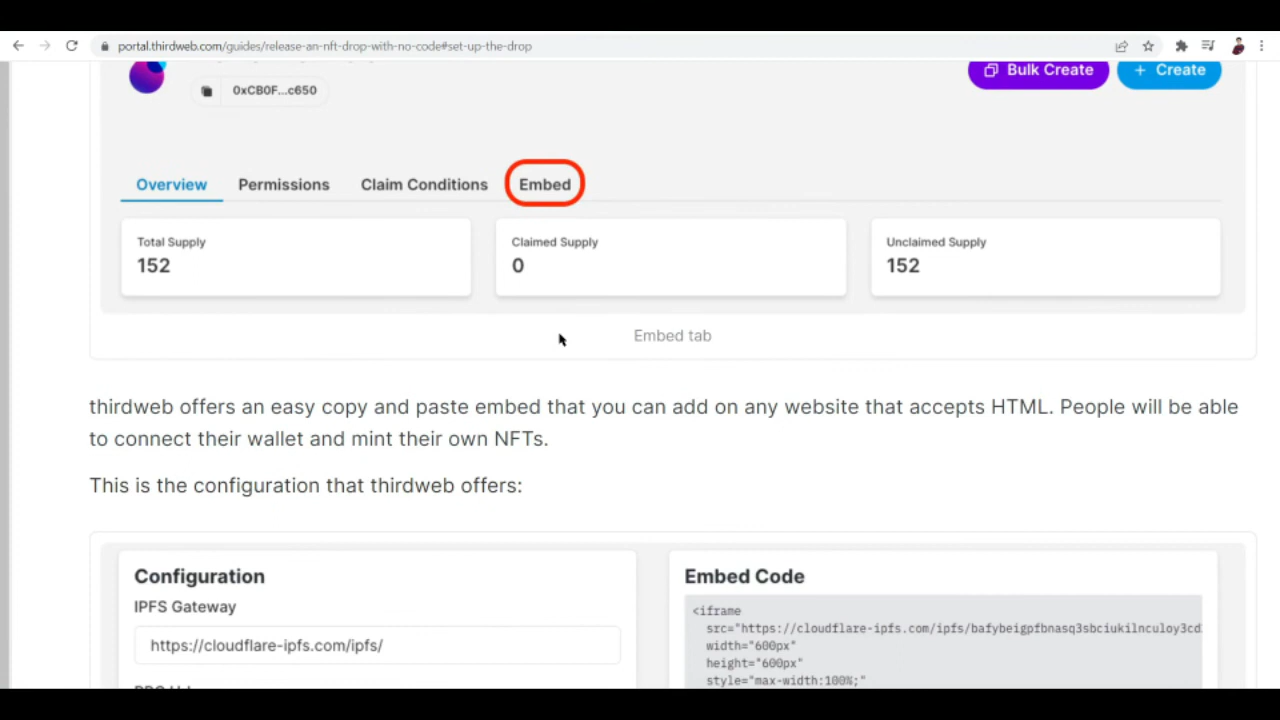 portal.thirdweb.com/guides/release-an-nft-drop-with-no-code#set-up-the-drop
0xCB0F...c650
Bulk Create
+ Create
Overview Permissions Claim Conditions Embed
Total Supply
152
Claimed Supply
0
Unclaimed Supply
152
Embed tab
thirdweb offers an easy copy and paste embed that you can add on any website that accepts HTML. People will be able
to connect their wallet and mint their own NFTs.
This is the configuration that thirdweb offers:
Configuration
IPFS Gateway
https://cloudflare-ipfs.com/ipfs/
Embed Code
<iframe
src="https://cloudflare-ipfs.com/ipfs/bafybeigpfbnasq3sbciukilnculoy3cd
width="600px"
height="600px"
style="max-width:100%;"